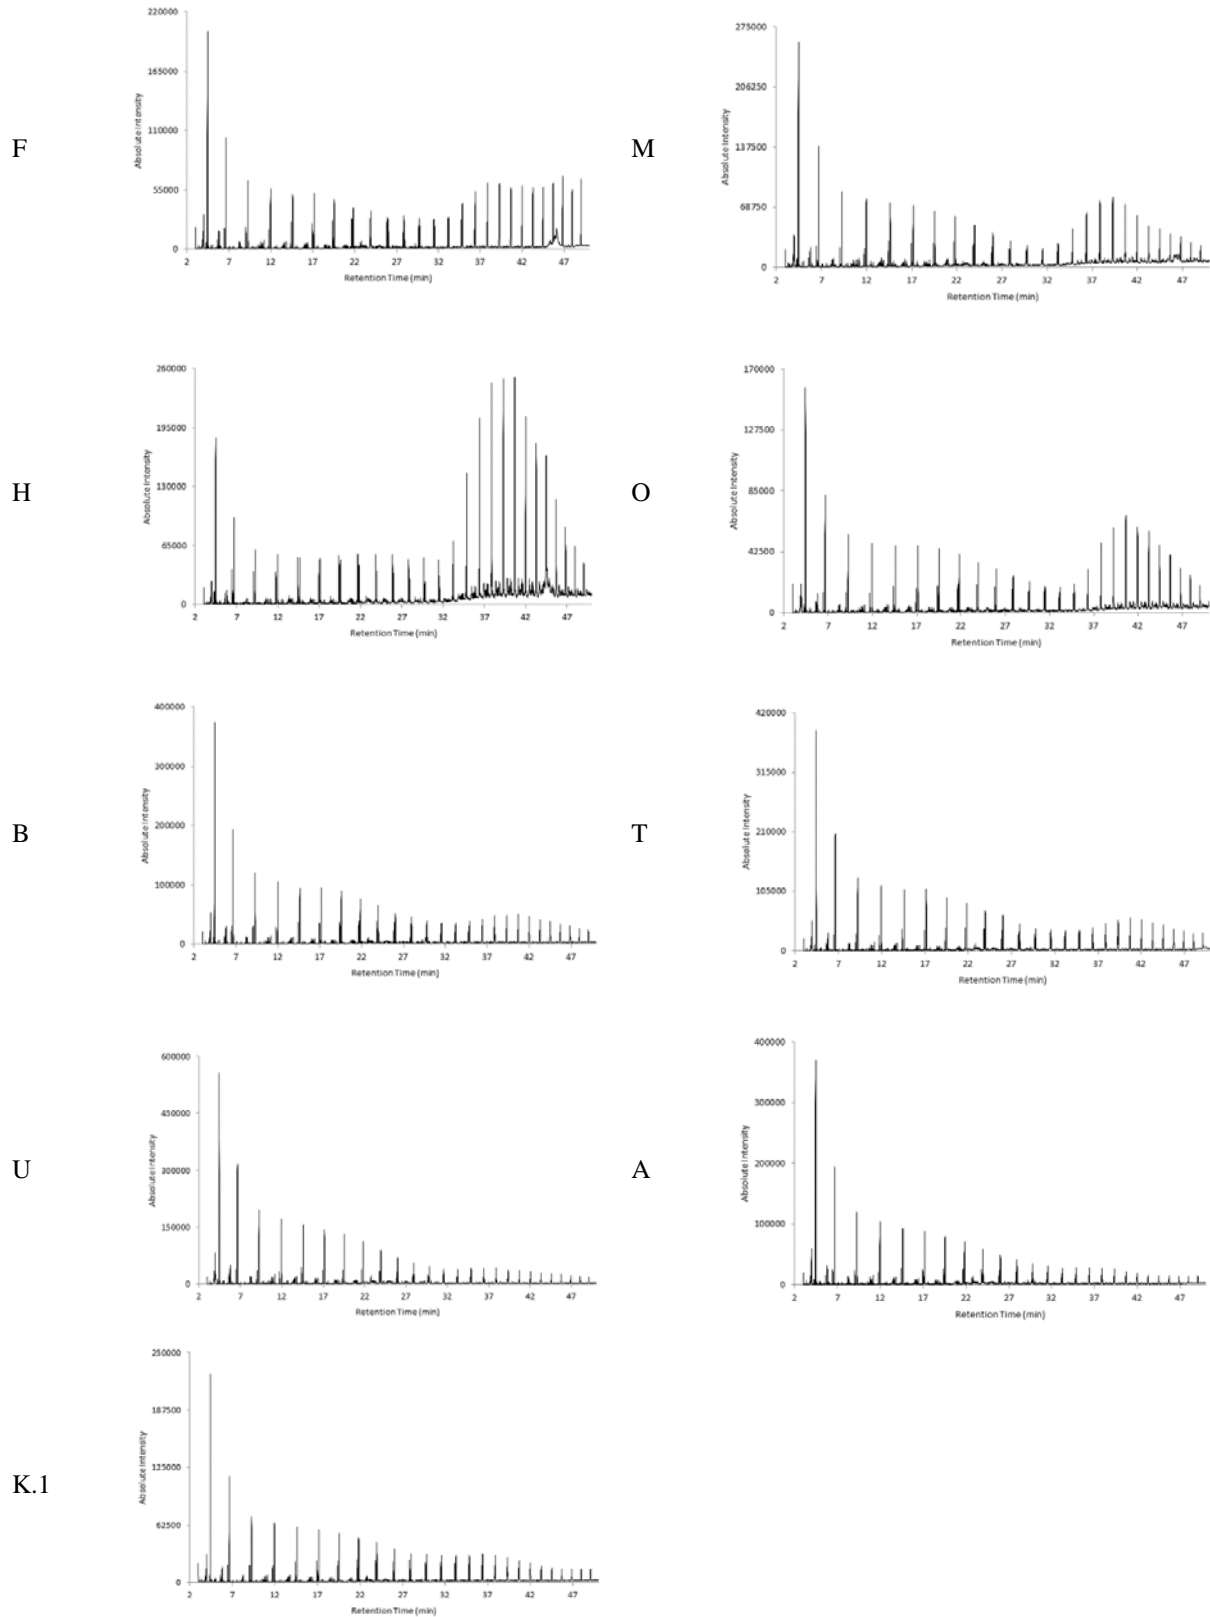 F
220000
165000
110000
55000
0
Absolute Intensity
2 7 12 17 22 27 32 37 42 47
Retention Time (min)
M
275000
206250
137500
68750
0
Absolute Intensity
2 7 12 17 22 27 32 37 42 47
Retention Time (min)
H
260000
195000
130000
65000
0
Absolute Intensity
2 7 12 17 22 27 32 37 42 47
Retention Time (min)
O
170000
127500
85000
42500
0
Absolute Intensity
2 7 12 17 22 27 32 37 42 47
Retention Time (min)
B
400000
300000
200000
100000
0
Absolute Intensity
2 7 12 17 22 27 32 37 42 47
Retention Time (min)
T
420000
315000
210000
105000
0
Absolute Intensity
2 7 12 17 22 27 32 37 42 47
Retention Time (min)
U
600000
450000
300000
150000
0
Absolute Intensity
2 7 12 17 22 27 32 37 42 47
Retention Time (min)
A
400000
300000
200000
100000
0
Absolute Intensity
2 7 12 17 22 27 32 37 42 47
Retention Time (min)
K.1
250000
187500
125000
62500
0
Absolute Intensity
2 7 12 17 22 27 32 37 42 47
Retention Time (min)